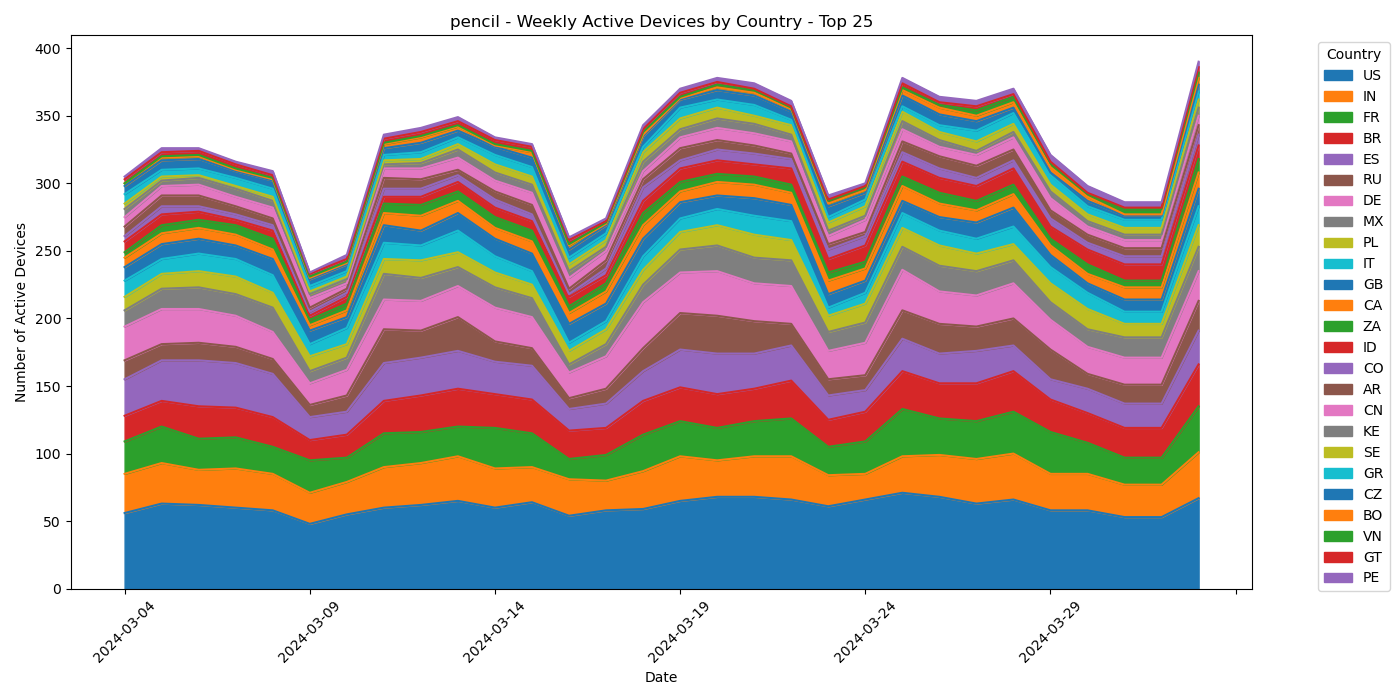 pencil - Weekly Active Devices by Country - Top 25
Number of Active Devices
400
350
300
250
200
150
100
50
0
2024-03-04
2024-03-09
2024-03-14
2024-03-19
2024-03-24
2024-03-29
Date
Country
US
IN
FR
BR
ES
RU
DE
MX
PL
IT
GB
CA
ZA
ID
CO
AR
CN
KE
SE
GR
CZ
BO
VN
GT
PE